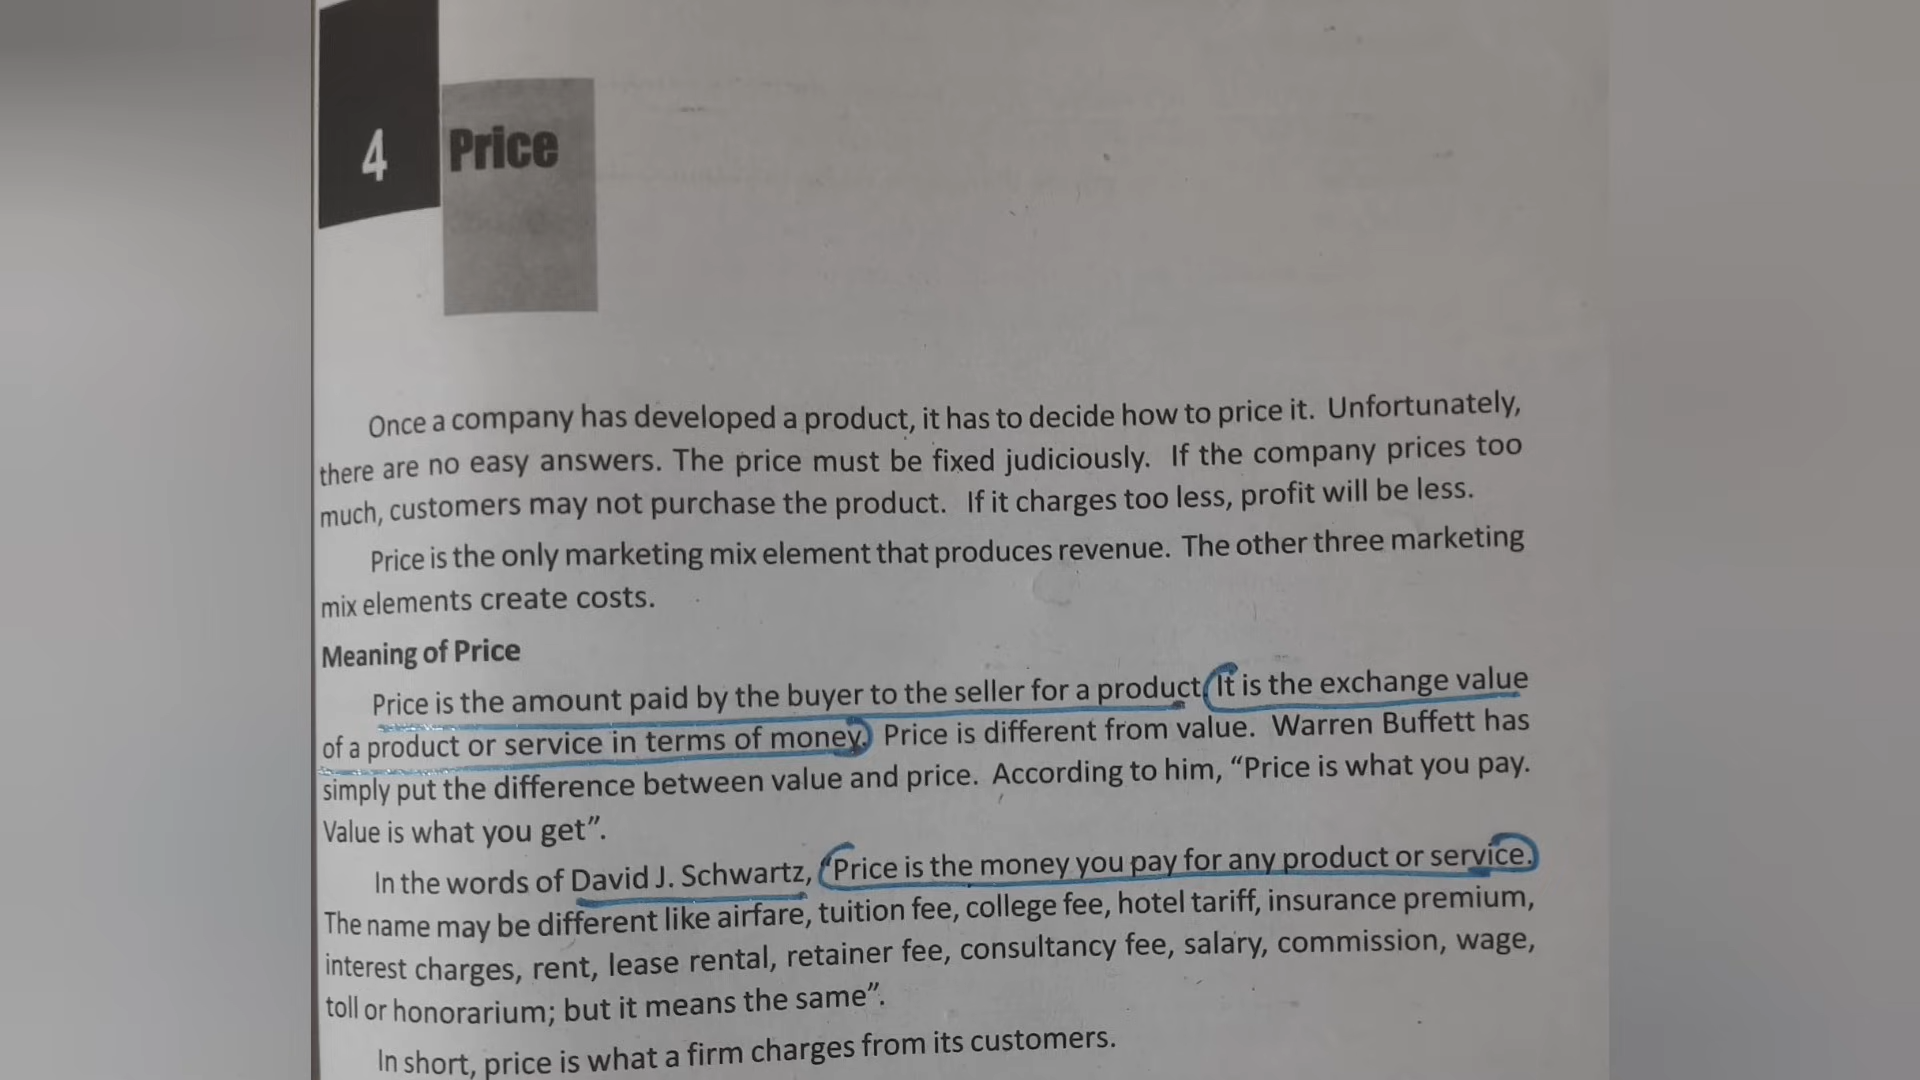 4
Price
Once a company has developed a product, it has to decide how to price it. Unfortunately,
there are no easy answers. The price must be fixed judiciously. If the company prices too
much, customers may not purchase the product. If it charges too less, profit will be less.
Price is the only marketing mix element that produces revenue. The other three marketing
mix elements create costs.
Meaning of Price
Price is the amount paid by the buyer to the seller for a product. It is the exchange value
of a product or service in terms of money. Price is different from value. Warren Buffett has
simply put the difference between value and price. According to him, “Price is what you pay.
Value is what you get”.
In the words of David J. Schwartz, “Price is the money you pay for any product or service.
The name may be different like airfare, tuition fee, college fee, hotel tariff, insurance premium,
interest charges, rent, lease rental, retainer fee, consultancy fee, salary, commission, wage,
toll or honorarium; but it means the same”.
In short, price is what a firm charges from its customers.